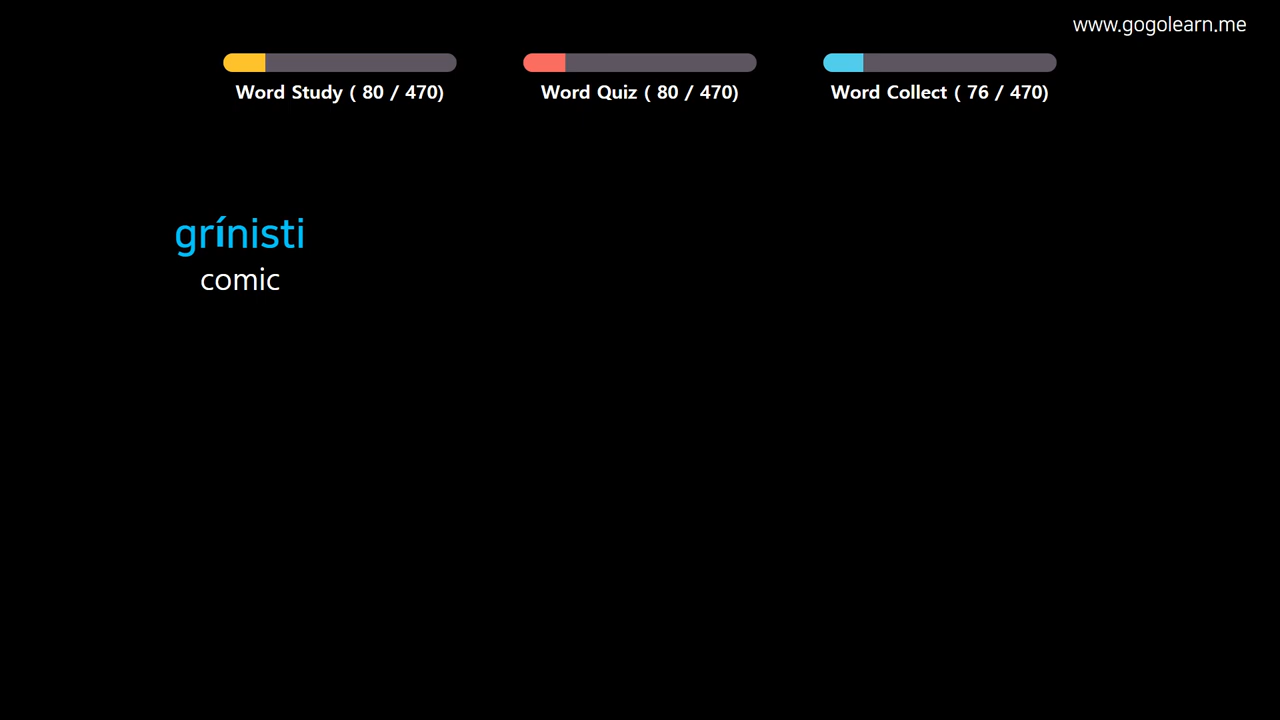 www.gogolearn.me
Word Study ( 80 / 470)
Word Quiz ( 80 / 470)
Word Collect ( 76 / 470)
grínisti
comic